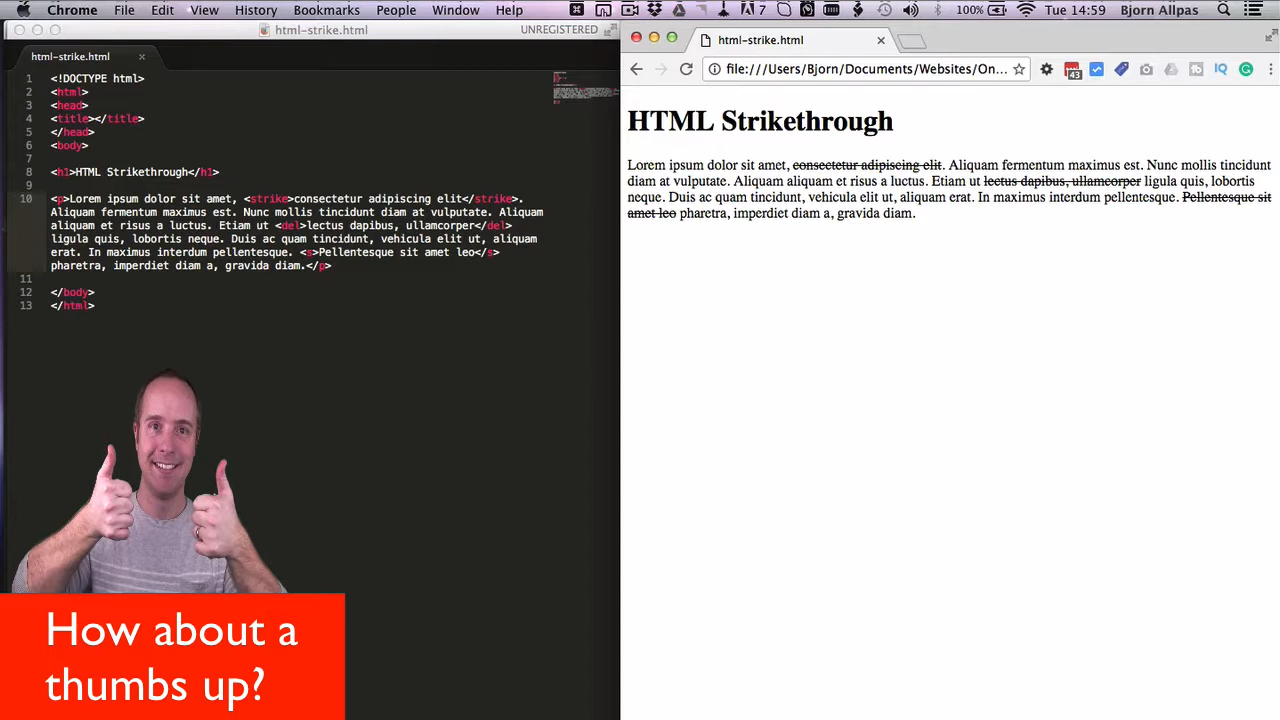 Chrome File Edit View History Bookmarks People Window Help 7 100% Tue 14:59 Bjorn Allpas
html-strike.html UNREGISTERED
html-strike.html ×
1 <!DOCTYPE html>
2 <html>
3 <head>
4 <title></title>
5 </head>
6 <body>
7
8 <h1>HTML Strikethrough</h1>
9
10 <p>Lorem ipsum dolor sit amet, <strike>consectetur adipiscing elit</strike>.
Aliquam fermentum maximus est. Nunc mollis tincidunt diam at vulputate. Aliquam
aliquam et risus a luctus. Etiam ut <del>lectus dapibus, ullamcorper</del>
ligula quis, lobortis neque. Duis ac quam tincidunt, vehicula elit ut, aliquam
erat. In maximus interdum pellentesque. <s>Pellentesque sit amet leo</s>
pharetra, imperdiet diam a, gravida diam.</p>
11
12 </body>
13 </html>
html-strike.html ×
file:///Users/Bjorn/Documents/Websites/On... 43 IQ
HTML Strikethrough
Lorem ipsum dolor sit amet, consectetur adipiscing elit. Aliquam fermentum maximus est. Nunc mollis tincidunt
diam at vulputate. Aliquam aliquam et risus a luctus. Etiam ut lectus dapibus, ullamcorper ligula quis, lobortis
neque. Duis ac quam tincidunt, vehicula elit ut, aliquam erat. In maximus interdum pellentesque. Pellentesque sit
amet leo pharetra, imperdiet diam a, gravida diam.
How about a
thumbs up?